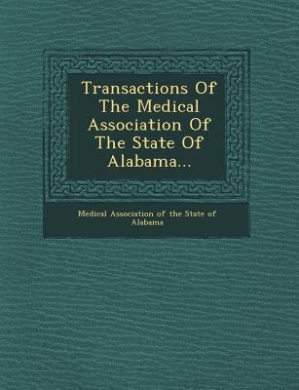 Transactions Of
The Medical
Association Of
The State Of
Alabama...
Medical Association of the State of
Alabama